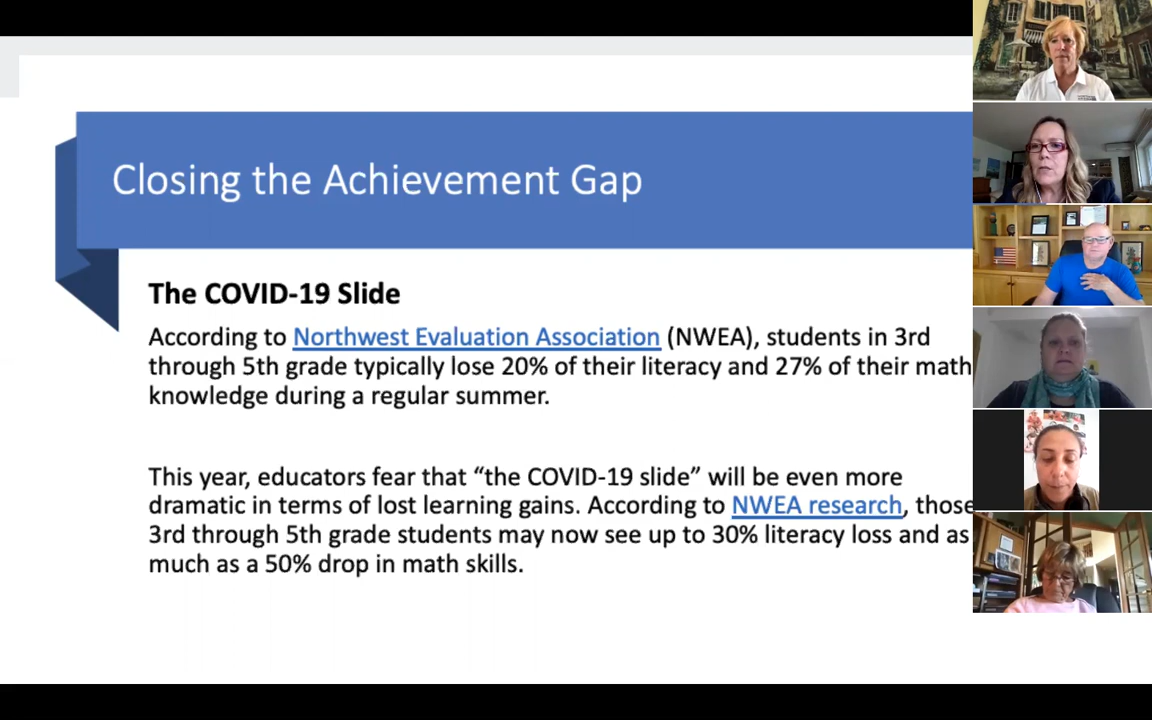 Closing the Achievement Gap
The COVID-19 Slide
According to Northwest Evaluation Association (NWEA), students in 3rd
through 5th grade typically lose 20% of their literacy and 27% of their math
knowledge during a regular summer.
This year, educators fear that “the COVID-19 slide” will be even more
dramatic in terms of lost learning gains. According to NWEA research, those
3rd through 5th grade students may now see up to 30% literacy loss and as
much as a 50% drop in math skills.